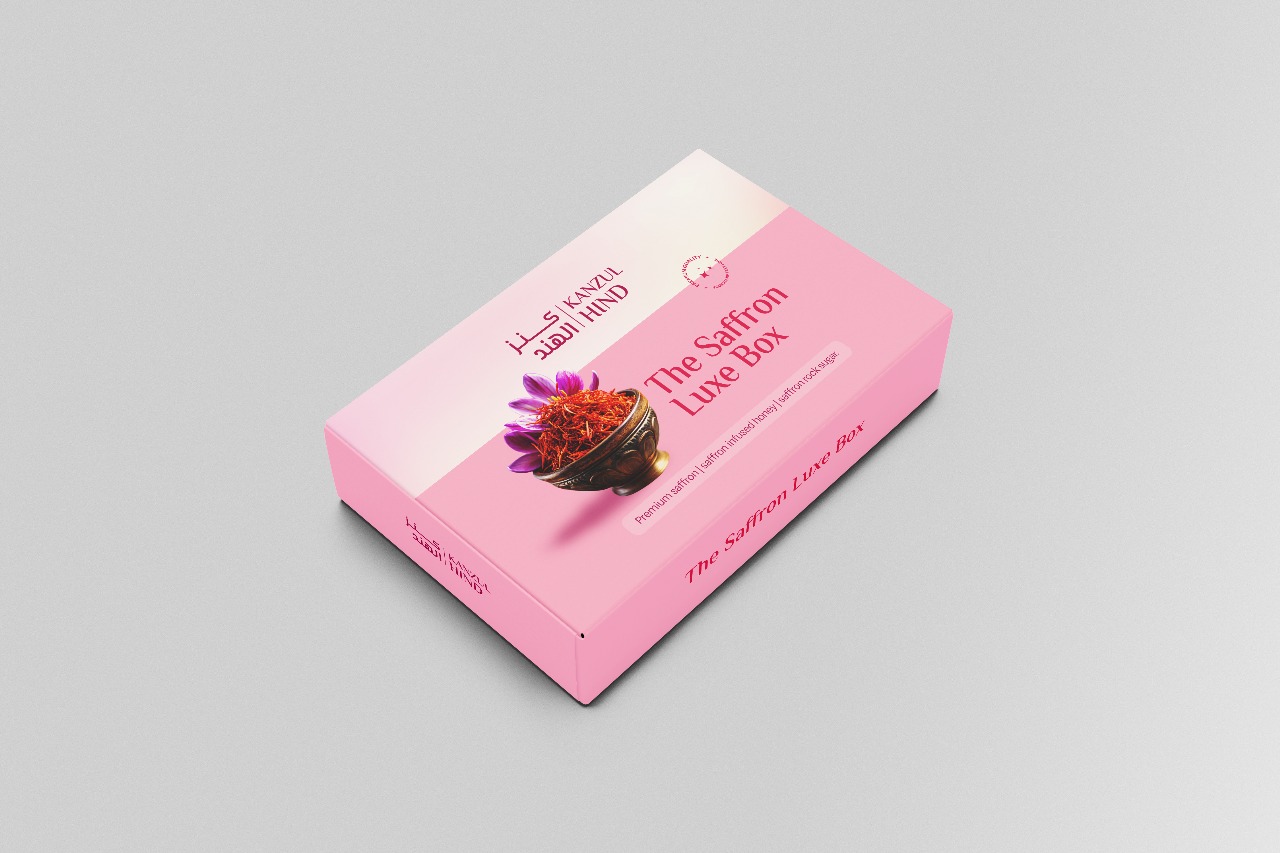 كنز
الهند
KANZUL
HIND
The Saffron
Luxe Box
Premium saffron | saffron infused honey | saffron rock sugar.
The Saffron Luxe Box
كنز
الهند
KANZUL
HIND